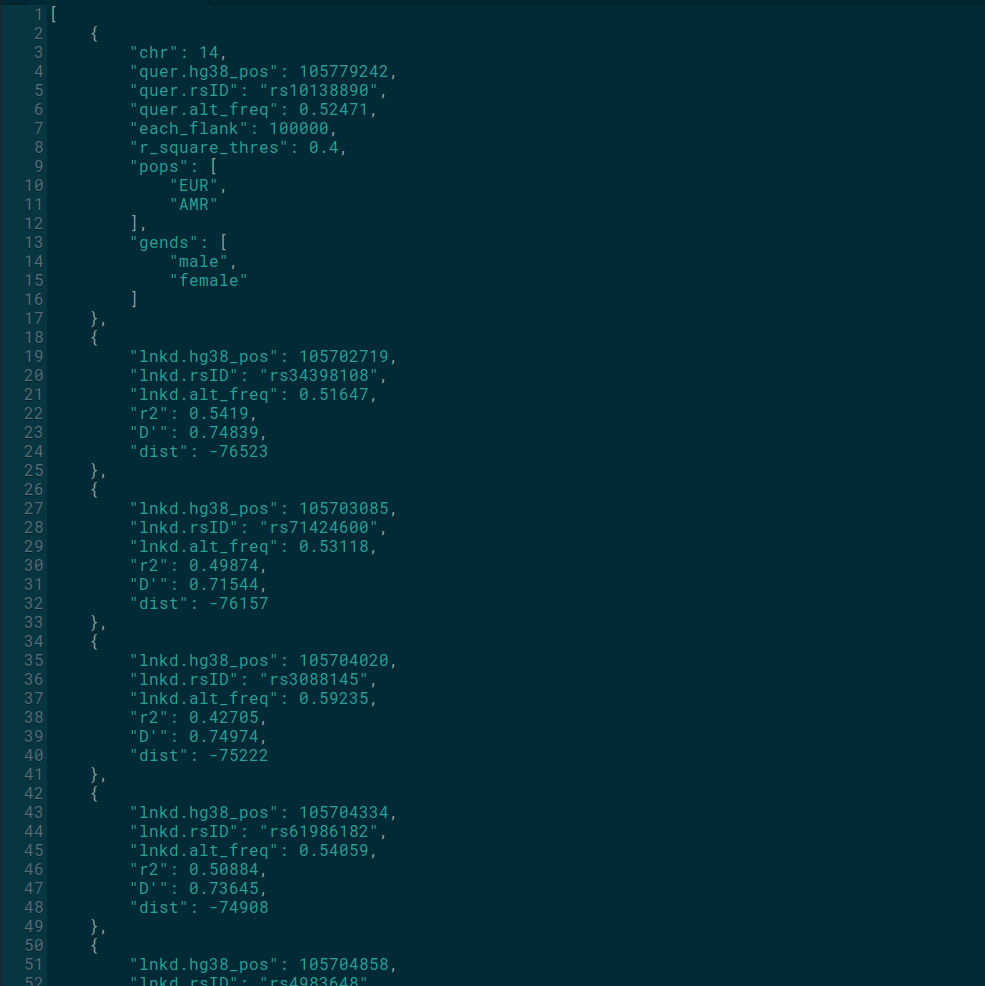 1 [
2 {
3 "chr": 14,
4 "quer.hg38_pos": 105779242,
5 "quer.rsID": "rs10138890",
6 "quer.alt_freq": 0.52471,
7 "each_flank": 100000,
8 "r_square_thres": 0.4,
9 "pops": [
10 "EUR",
11 "AMR"
12 ],
13 "gends": [
14 "male",
15 "female"
16 ]
17 },
18 {
19 "lnkd.hg38_pos": 105702719,
20 "lnkd.rsID": "rs34398108",
21 "lnkd.alt_freq": 0.51647,
22 "r2": 0.5419,
23 "D'": 0.74839,
24 "dist": -76523
25 },
26 {
27 "lnkd.hg38_pos": 105703085,
28 "lnkd.rsID": "rs71424600",
29 "lnkd.alt_freq": 0.53118,
30 "r2": 0.49874,
31 "D'": 0.71544,
32 "dist": -76157
33 },
34 {
35 "lnkd.hg38_pos": 105704020,
36 "lnkd.rsID": "rs3088145",
37 "lnkd.alt_freq": 0.59235,
38 "r2": 0.42705,
39 "D'": 0.74974,
40 "dist": -75222
41 },
42 {
43 "lnkd.hg38_pos": 105704334,
44 "lnkd.rsID": "rs61986182",
45 "lnkd.alt_freq": 0.54059,
46 "r2": 0.50884,
47 "D'": 0.73645,
48 "dist": -74908
49 },
50 {
51 "lnkd.hg38_pos": 105704858,
52 "lnkd.rsID": "rs4983648"